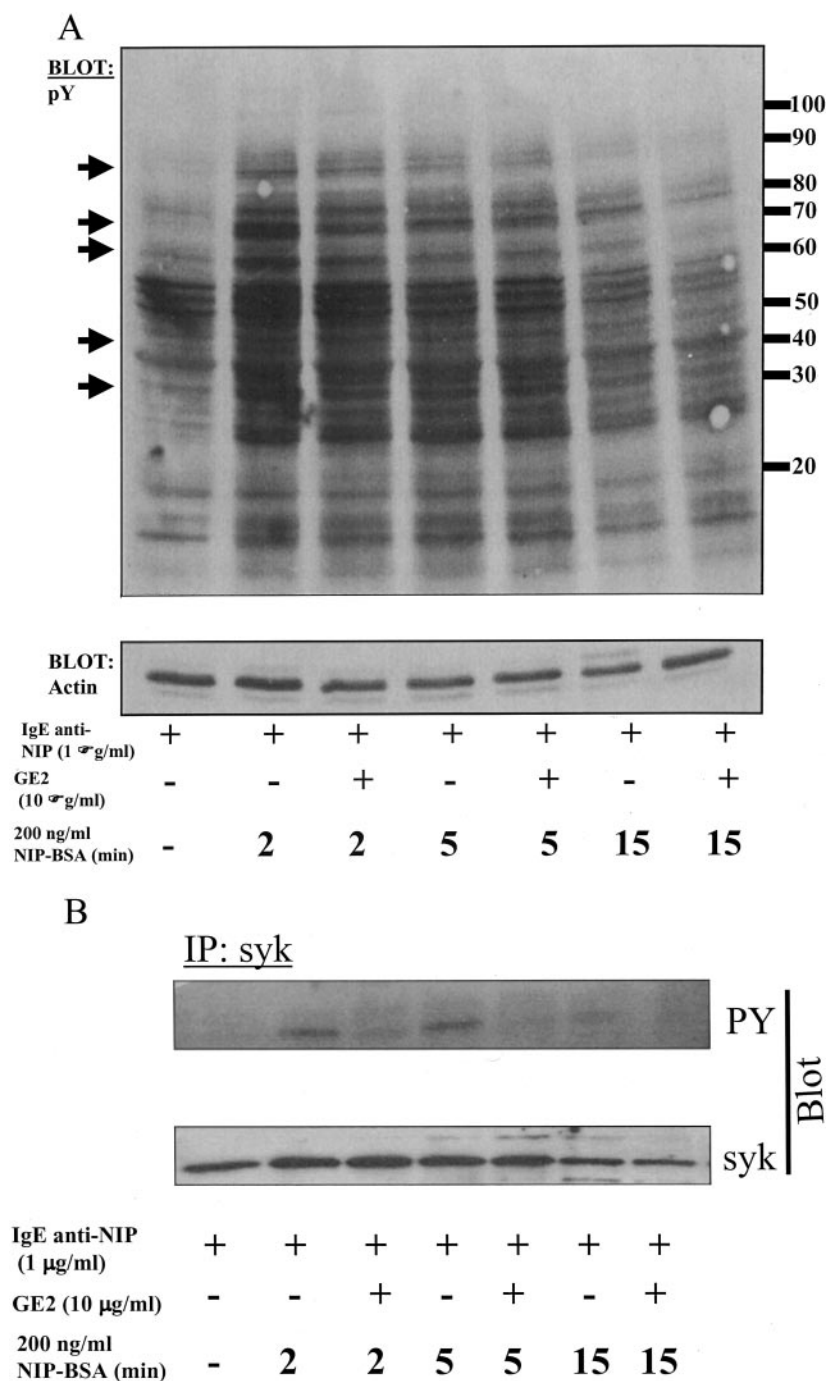 A
BLOT:
pY
100
90
80
70
60
50
40
30
20
BLOT:
Actin
IgE anti-
NIP (1 ☞g/ml) + + + + + + +
GE2
(10 ☞g/ml) - - + - + - +
200 ng/ml
NIP-BSA (min) - 2 2 5 5 15 15
B
IP: syk
PY
syk
Blot
IgE anti-NIP
(1 μg/ml) + + + + + + +
GE2 (10 μg/ml) - - + - + - +
200 ng/ml
NIP-BSA (min) - 2 2 5 5 15 15